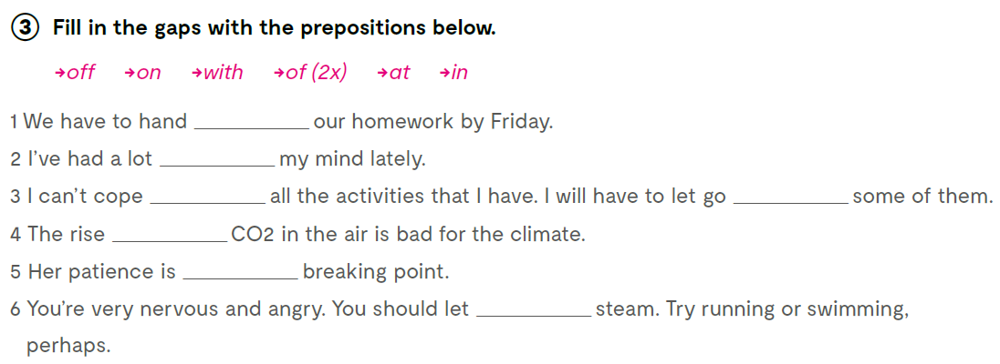 ③ Fill in the gaps with the prepositions below.
→off →on →with →of (2x) →at →in
1 We have to hand __________ our homework by Friday.
2 I’ve had a lot __________ my mind lately.
3 I can’t cope __________ all the activities that I have. I will have to let go __________ some of them.
4 The rise __________ CO2 in the air is bad for the climate.
5 Her patience is __________ breaking point.
6 You’re very nervous and angry. You should let __________ steam. Try running or swimming,
perhaps.